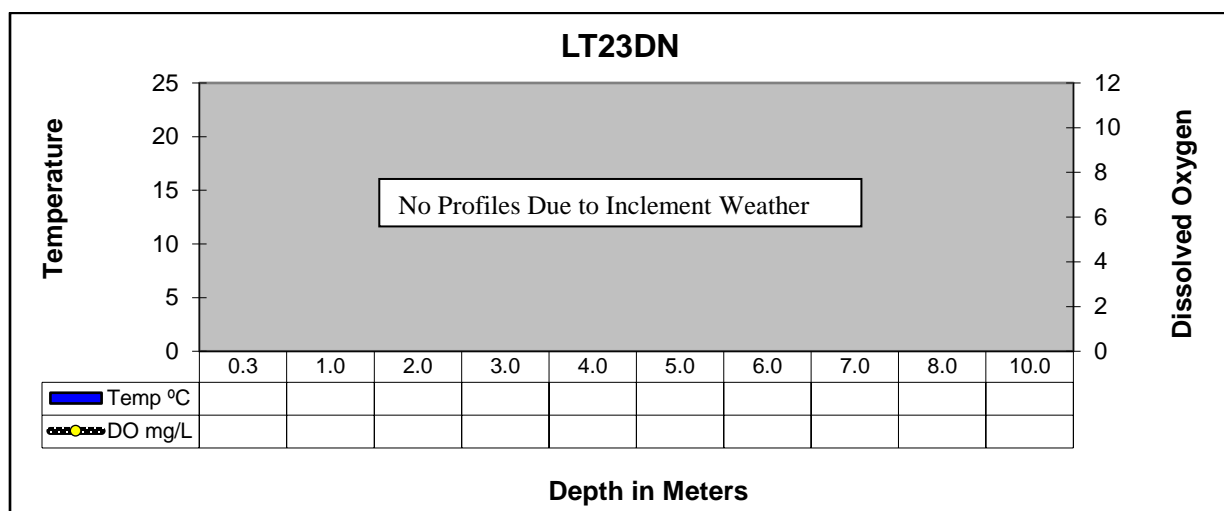 LT23DN
25
20
15
10
5
0
Temperature
No Profiles Due to Inclement Weather
12
10
8
6
4
2
0
Dissolved Oxygen
0.3 1.0 2.0 3.0 4.0 5.0 6.0 7.0 8.0 10.0
Temp ºC
DO mg/L
Depth in Meters